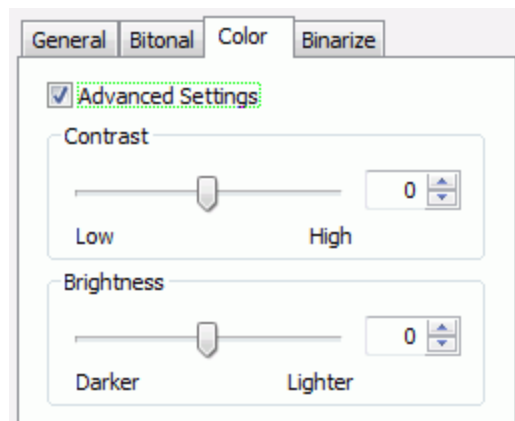 General Bitonal Color Binarize
Advanced Settings
Contrast
0
Low High
Brightness
0
Darker Lighter